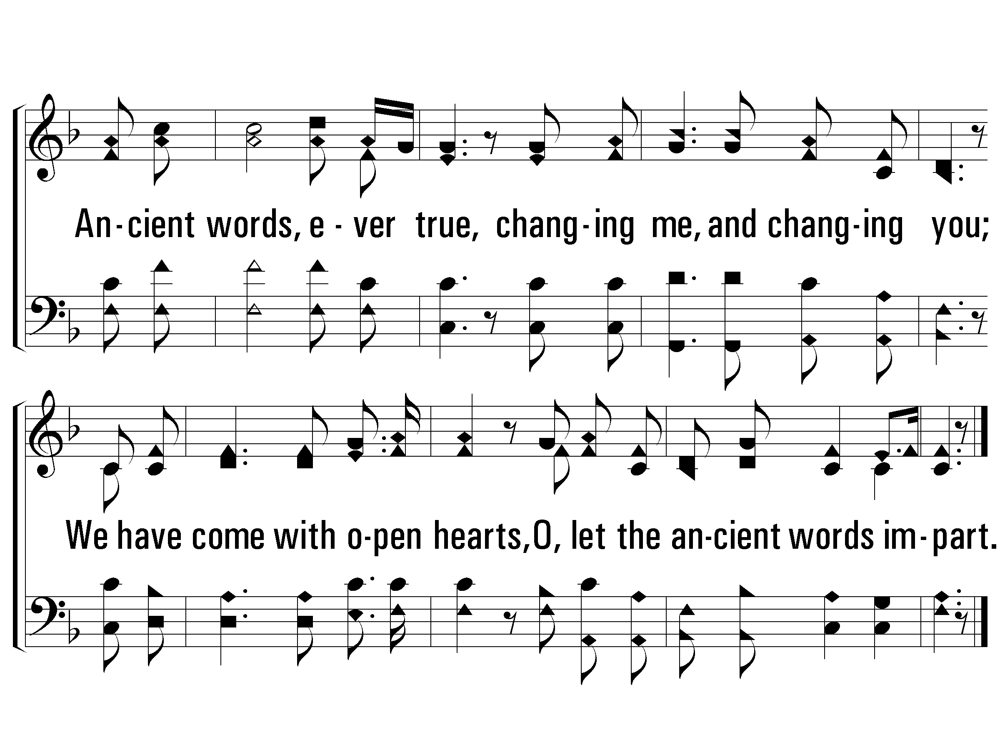 An-cient words, e - ver true, chang-ing me, and chang-ing you;
We have come with o-pen hearts, O, let the an-cient words im-part.